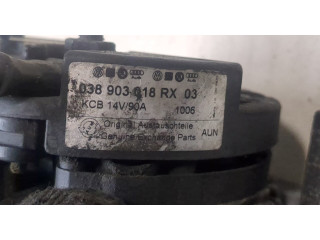 038 903 018 RX 03
KCB 14V/90A 1006
Original Austauschteile
Genuine Exchange Parts AUN